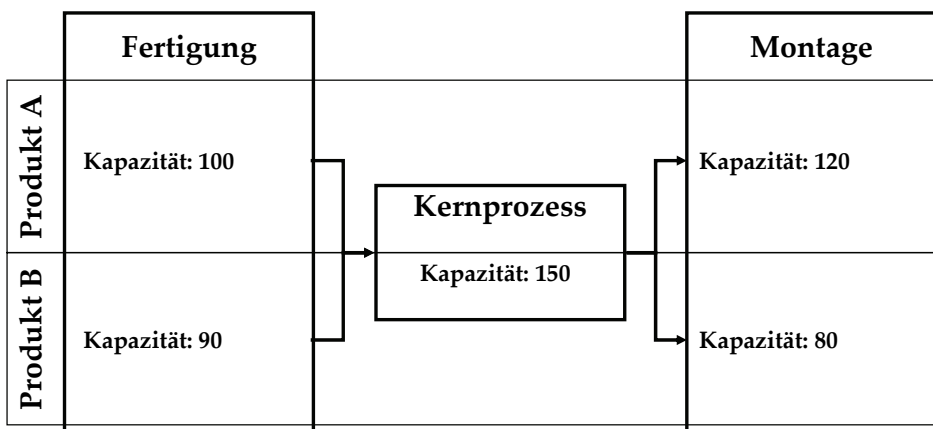 Fertigung
Montage
Produkt A
Kapazität: 100
Kapazität: 120
Kernprozess
Kapazität: 150
Produkt B
Kapazität: 90
Kapazität: 80